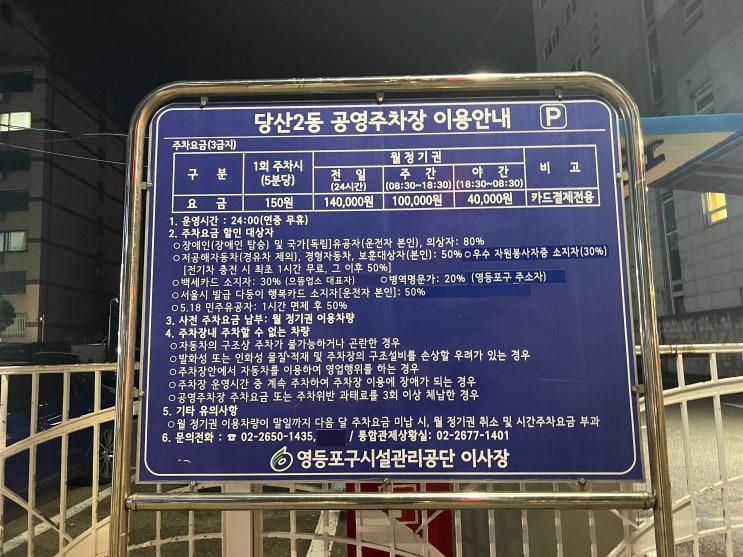 당산2동 공영주차장 이용안내 P
주차요금(3급지)
구 분 1회 주차시 (5분당) 월정기권 비 고
전 일 (24시간) 주 간 (08:30~18:30) 야 간 (18:30~08:30)
요 금 150원 140,000원 100,000원 40,000원 카드결제전용
1. 운영시간 : 24:00(연중 무휴)
2. 주차요금 할인 대상자
○장애인(장애인 탑승) 및 국가[독립]유공자(운전자 본인), 의상자: 80%
○저공해자동차(경유차 제외), 경형자동차, 보훈대상자(본인): 50%○우수 자원봉사자증 소지자(30%)
[전기차 충전 시 최초 1시간 무료, 그 이후 50%]
○백세카드 소지자: 30% (으뜸업소 대표자) ○병역명문가: 20% (영등포구 주소자)
○서울시 발급 다둥이 행복카드 소지자[운전자 본인]: 50%
○5.18 민주유공자: 1시간 면제 후 50%
3. 사전 주차요금 납부: 월 정기권 이용차량
4. 주차장내 주차할 수 없는 차량
○자동차의 구조상 주차가 불가능하거나 곤란한 경우
○발화성 또는 인화성 물질·적재 및 주차장의 구조설비를 손상할 우려가 있는 경우
○주차장안에서 자동차를 이용하여 영업행위를 하는 경우
○주차장 운영시간 중 계속 주차하여 주차장 이용에 장애가 되는 경우
○공영주차장 주차요금 또는 주차위반 과태료를 3회 이상 체납한 경우
5. 기타 유의사항
○월 정기권 이용차량이 말일까지 다음 달 주차요금 미납 시, 월 정기권 취소 및 시간주차요금 부과
6. 문의전화 : ☎ 02-2650-1435, / 통합관제상황실: 02-2677-1401
영등포구시설관리공단 이사장